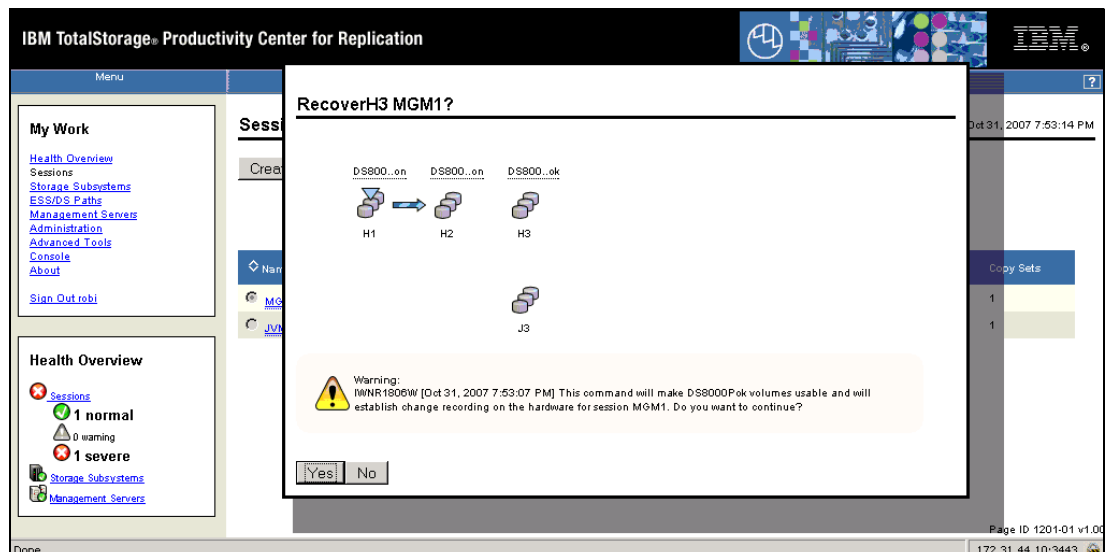 IBM TotalStorage® Productivity Center for Replication
IBM®
Menu
?
My Work
Health Overview
Sessions
Storage Subsystems
ESS/DS Paths
Management Servers
Administration
Advanced Tools
Console
About
Sign Out robi
Health Overview
Sessions
1 normal
0 warning
1 severe
Storage Subsystems
Management Servers
Sessi
Oct 31, 2007 7:53:14 PM
Crea
Nam
Copy Sets
MG
1
JVM
1
RecoverH3 MGM1?
DS800..on DS800..on DS800..ok
H1 H2 H3
J3
Warning:
IWNR1806W [Oct 31, 2007 7:53:07 PM] This command will make DS8000Pok volumes usable and will
establish change recording on the hardware for session MGM1. Do you want to continue?
Yes No
Page ID 1201-01 v1.00
Done
172.31.44.10:3443